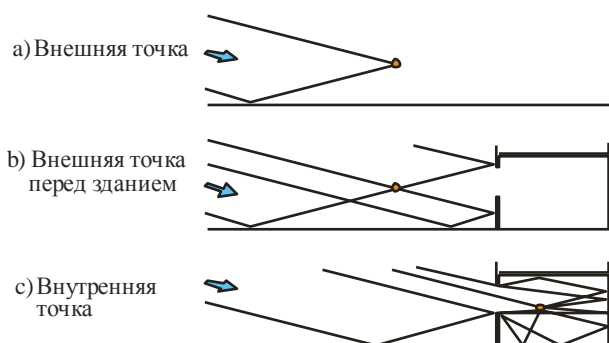 a) Внешняя точка
b) Внешняя точка
перед зданием
c) Внутренняя
точка